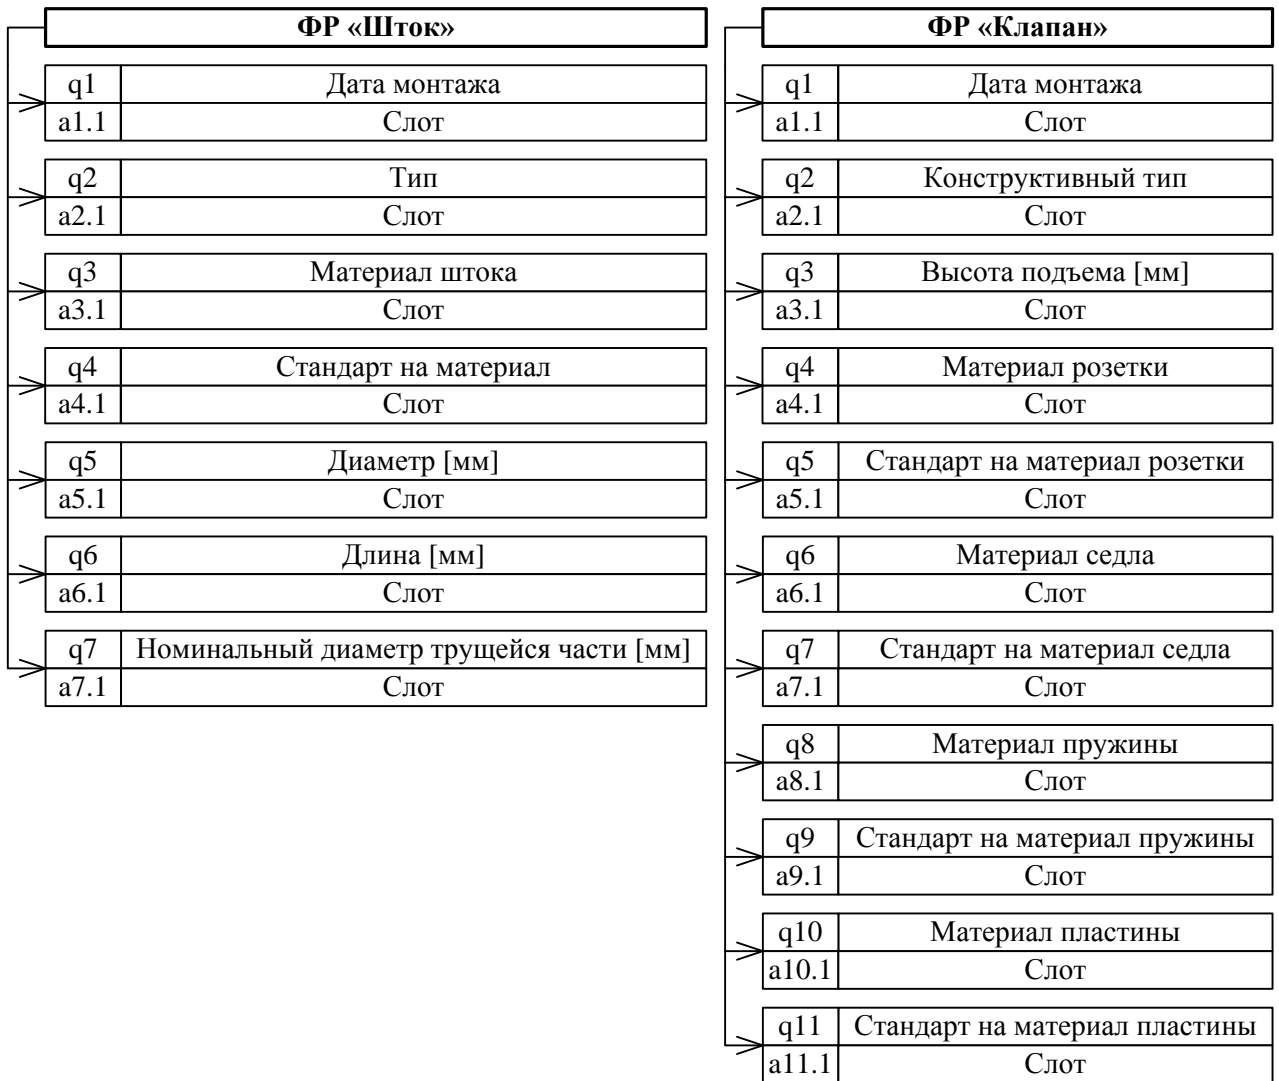 ФР «Шток»
q1 Дата монтажа
a1.1 Слот
q2 Тип
a2.1 Слот
q3 Материал штока
a3.1 Слот
q4 Стандарт на материал
a4.1 Слот
q5 Диаметр [мм]
a5.1 Слот
q6 Длина [мм]
a6.1 Слот
q7 Номинальный диаметр трущейся части [мм]
a7.1 Слот
ФР «Клапан»
q1 Дата монтажа
a1.1 Слот
q2 Конструктивный тип
a2.1 Слот
q3 Высота подъема [мм]
a3.1 Слот
q4 Материал розетки
a4.1 Слот
q5 Стандарт на материал розетки
a5.1 Слот
q6 Материал седла
a6.1 Слот
q7 Стандарт на материал седла
a7.1 Слот
q8 Материал пружины
a8.1 Слот
q9 Стандарт на материал пружины
a9.1 Слот
q10 Материал пластины
a10.1 Слот
q11 Стандарт на материал пластины
a11.1 Слот